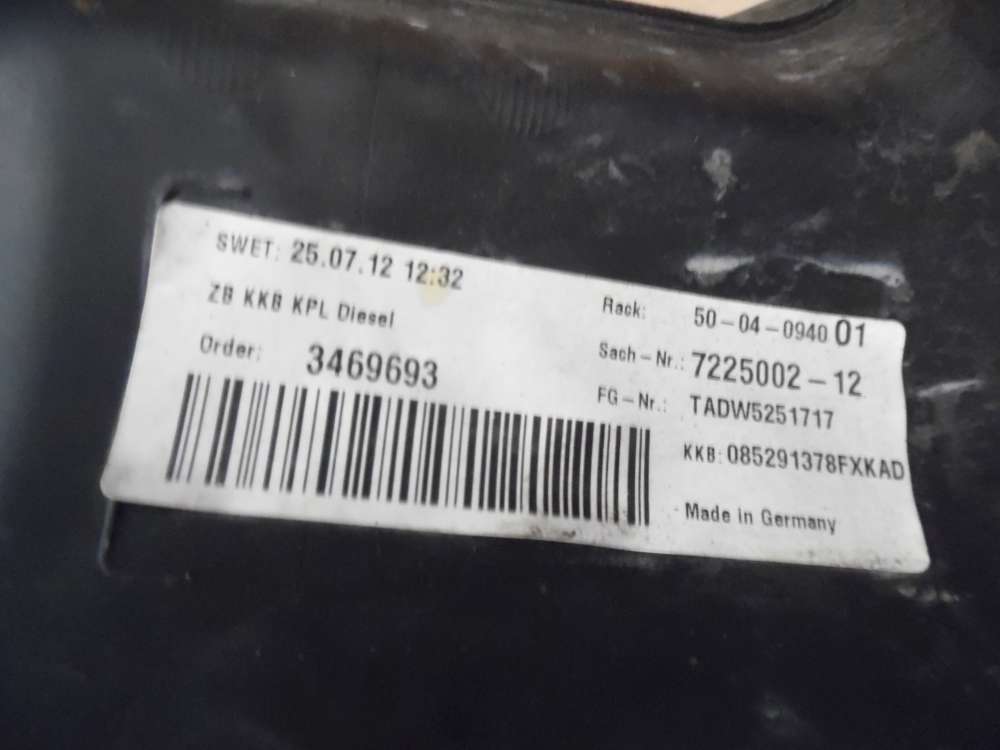 SWET: 25.07.12 12:32
ZB KKB KPL Diesel
Order: 3469693
Rack: 50-04-0940 01
Sach-Nr.: 7225002-12
FG-Nr.: TADW5251717
KKB: 085291378FXKAD
Made in Germany